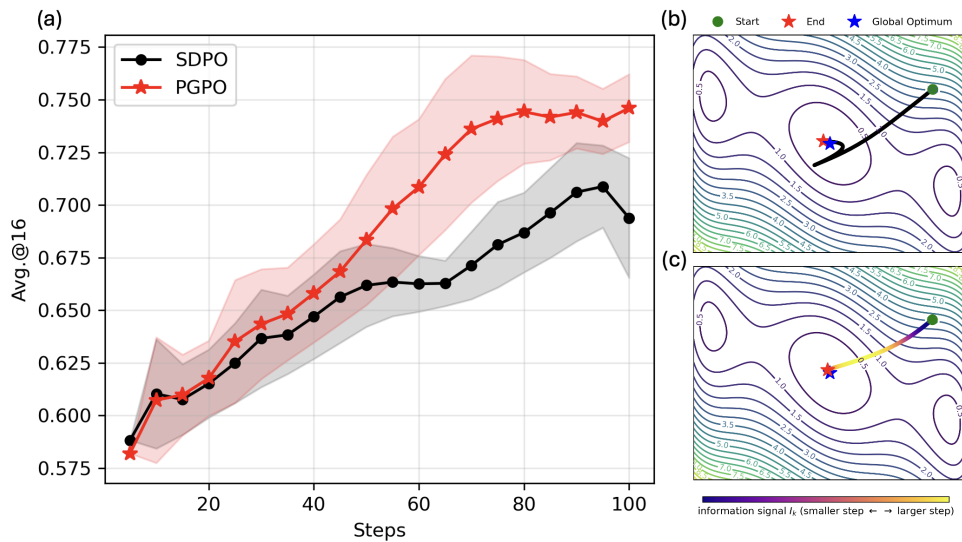 (a)
0.775
0.750
0.725
0.700
0.675
0.650
0.625
0.600
0.575
Avg.@16
SDPO
PGPO
20 40 60 80 100
Steps
(b)
Start End Global Optimum
(c)
information signal I_k (smaller step ← → larger step)